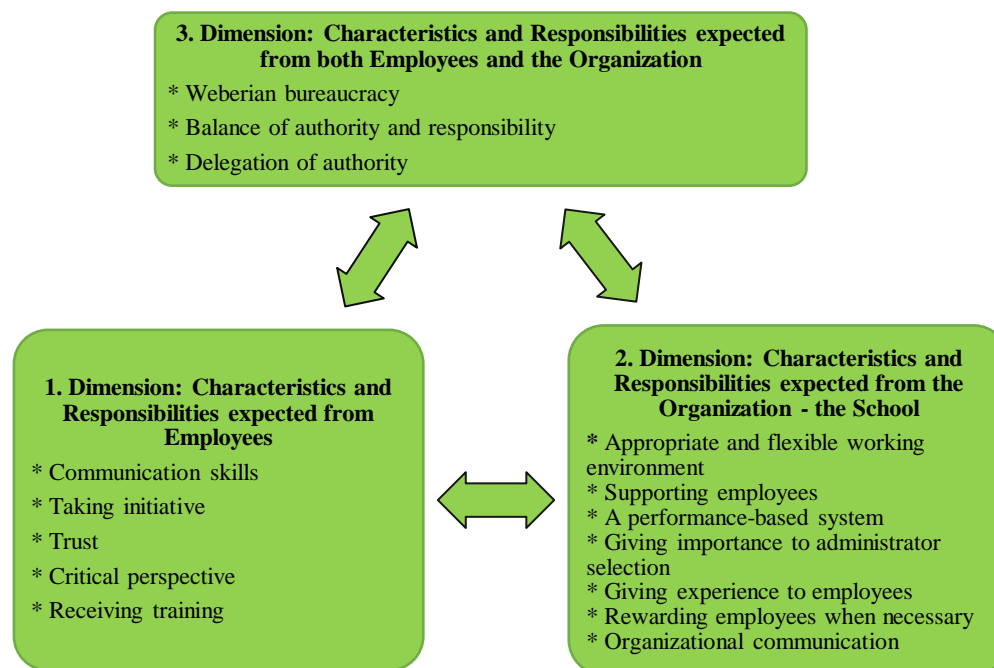 3. Dimension: Characteristics and Responsibilities expected
from both Employees and the Organization
* Weberian bureaucracy
* Balance of authority and responsibility
* Delegation of authority
1. Dimension: Characteristics and
Responsibilities expected from
Employees
* Communication skills
* Taking initiative
* Trust
* Critical perspective
* Receiving training
2. Dimension: Characteristics and
Responsibilities expected from the
Organization - the School
* Appropriate and flexible working
environment
* Supporting employees
* A performance-based system
* Giving importance to administrator
selection
* Giving experience to employees
* Rewarding employees when necessary
* Organizational communication